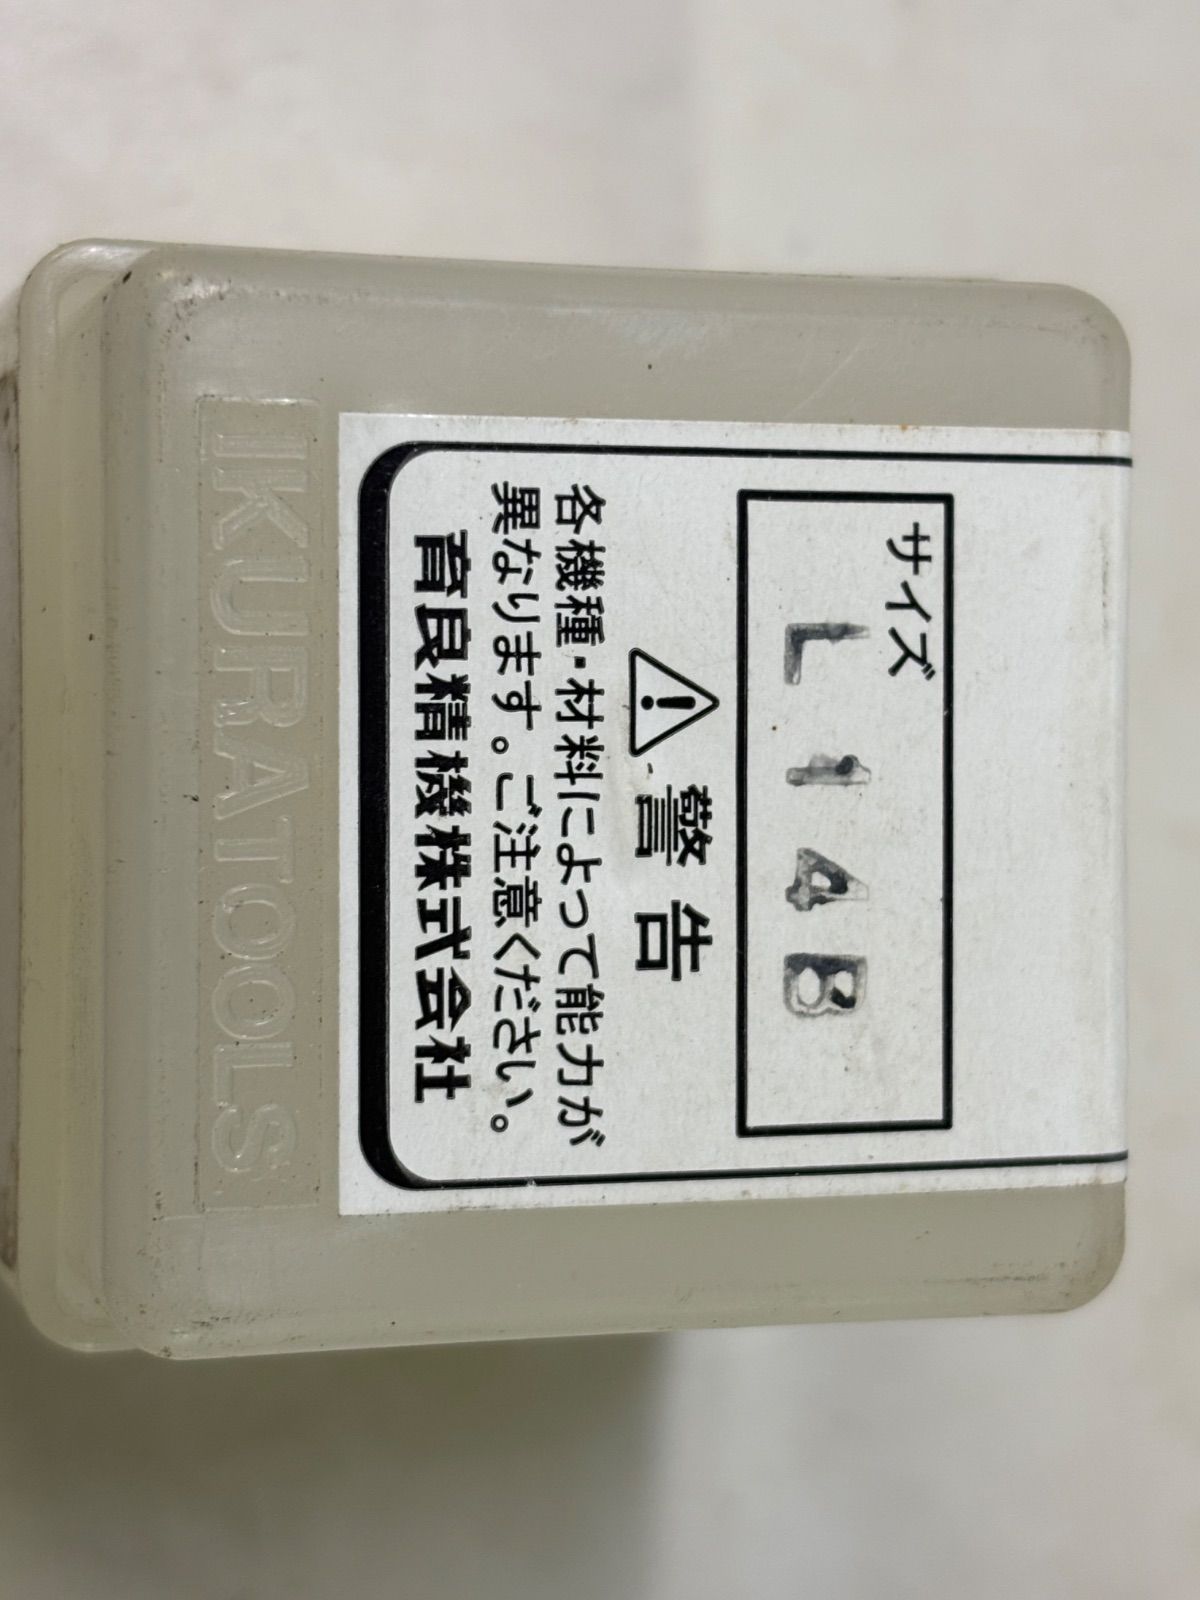 サイズ
L 14B
警告
各機種・材料によって能力が
異なります。ご注意ください。
育良精機株式会社
IKURATOOLS